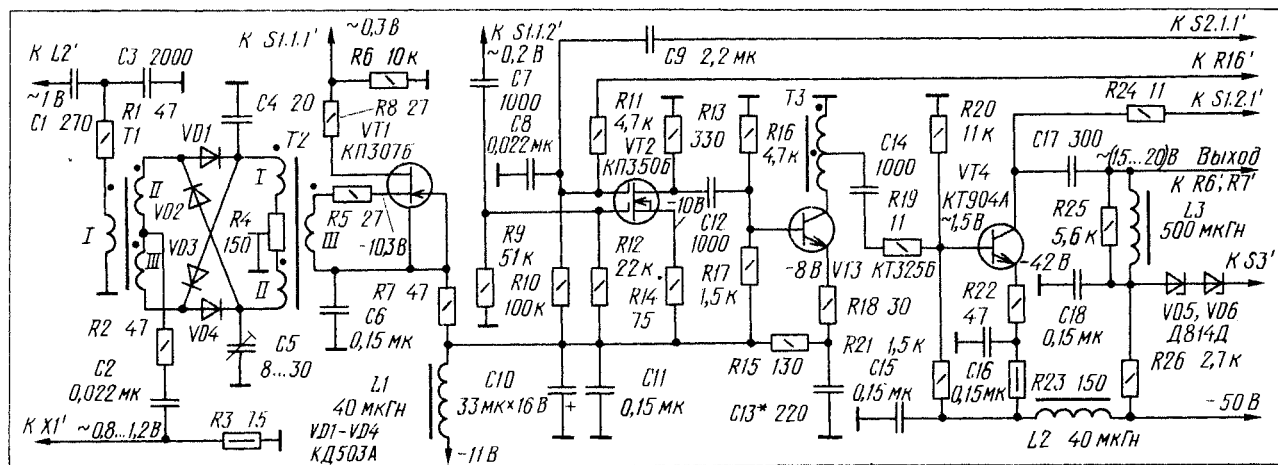 К L2'
~1 В
C1 270
C3 2000
R1 47
T1
I
II
III
VD1
VD2
VD3
VD4
C4 20
T2
I
II
III
R4
150
C5
8...30
R2 47
C2
0,022 мк
К X1'
~0,8...1,2 В
R3 75
К S1.1.1'
~0,3 В
R6 10 к
R8 27
VT1
КП307Б
R5 27
-10,3 В
R7 47
C6
0,15 мк
L1
40 мкГн
VD1-VD4
КД503А
-11 В
К S1.1.2'
~0,2 В
C7
1000
C8
0,022 мк
R9
51 к
R10
100 к
R11
4,7 к
VT2
КП350Б
R12
22 к
R13
330
-10 В
C12
1000
R14
75
C9 2,2 мк
К S2.1.1'
К R16'
R16
4,7 к
R17
1,5 к
T3
-8 В
VT3
КТ325Б
R18 30
R15 130
C10
33 мк × 16 В
+
C11
0,15 мк
C13* 220
C14
1000
R19
11
R20
11 к
VT4
КТ904А
~1,5 В
-42 В
R21 1,5 к
C15
0,15 мк
R22
47
C16
0,15 мк
R23 150
L2 40 мкГн
R24 11
К S1.2.1'
C17 300
~(15...20) В
Выход
К R6', R7'
R25
5,6 к
L3
500 мкГн
C18
0,15 мк
К S3'
VD5, VD6
Д814Д
R26 2,7 к
-50 В